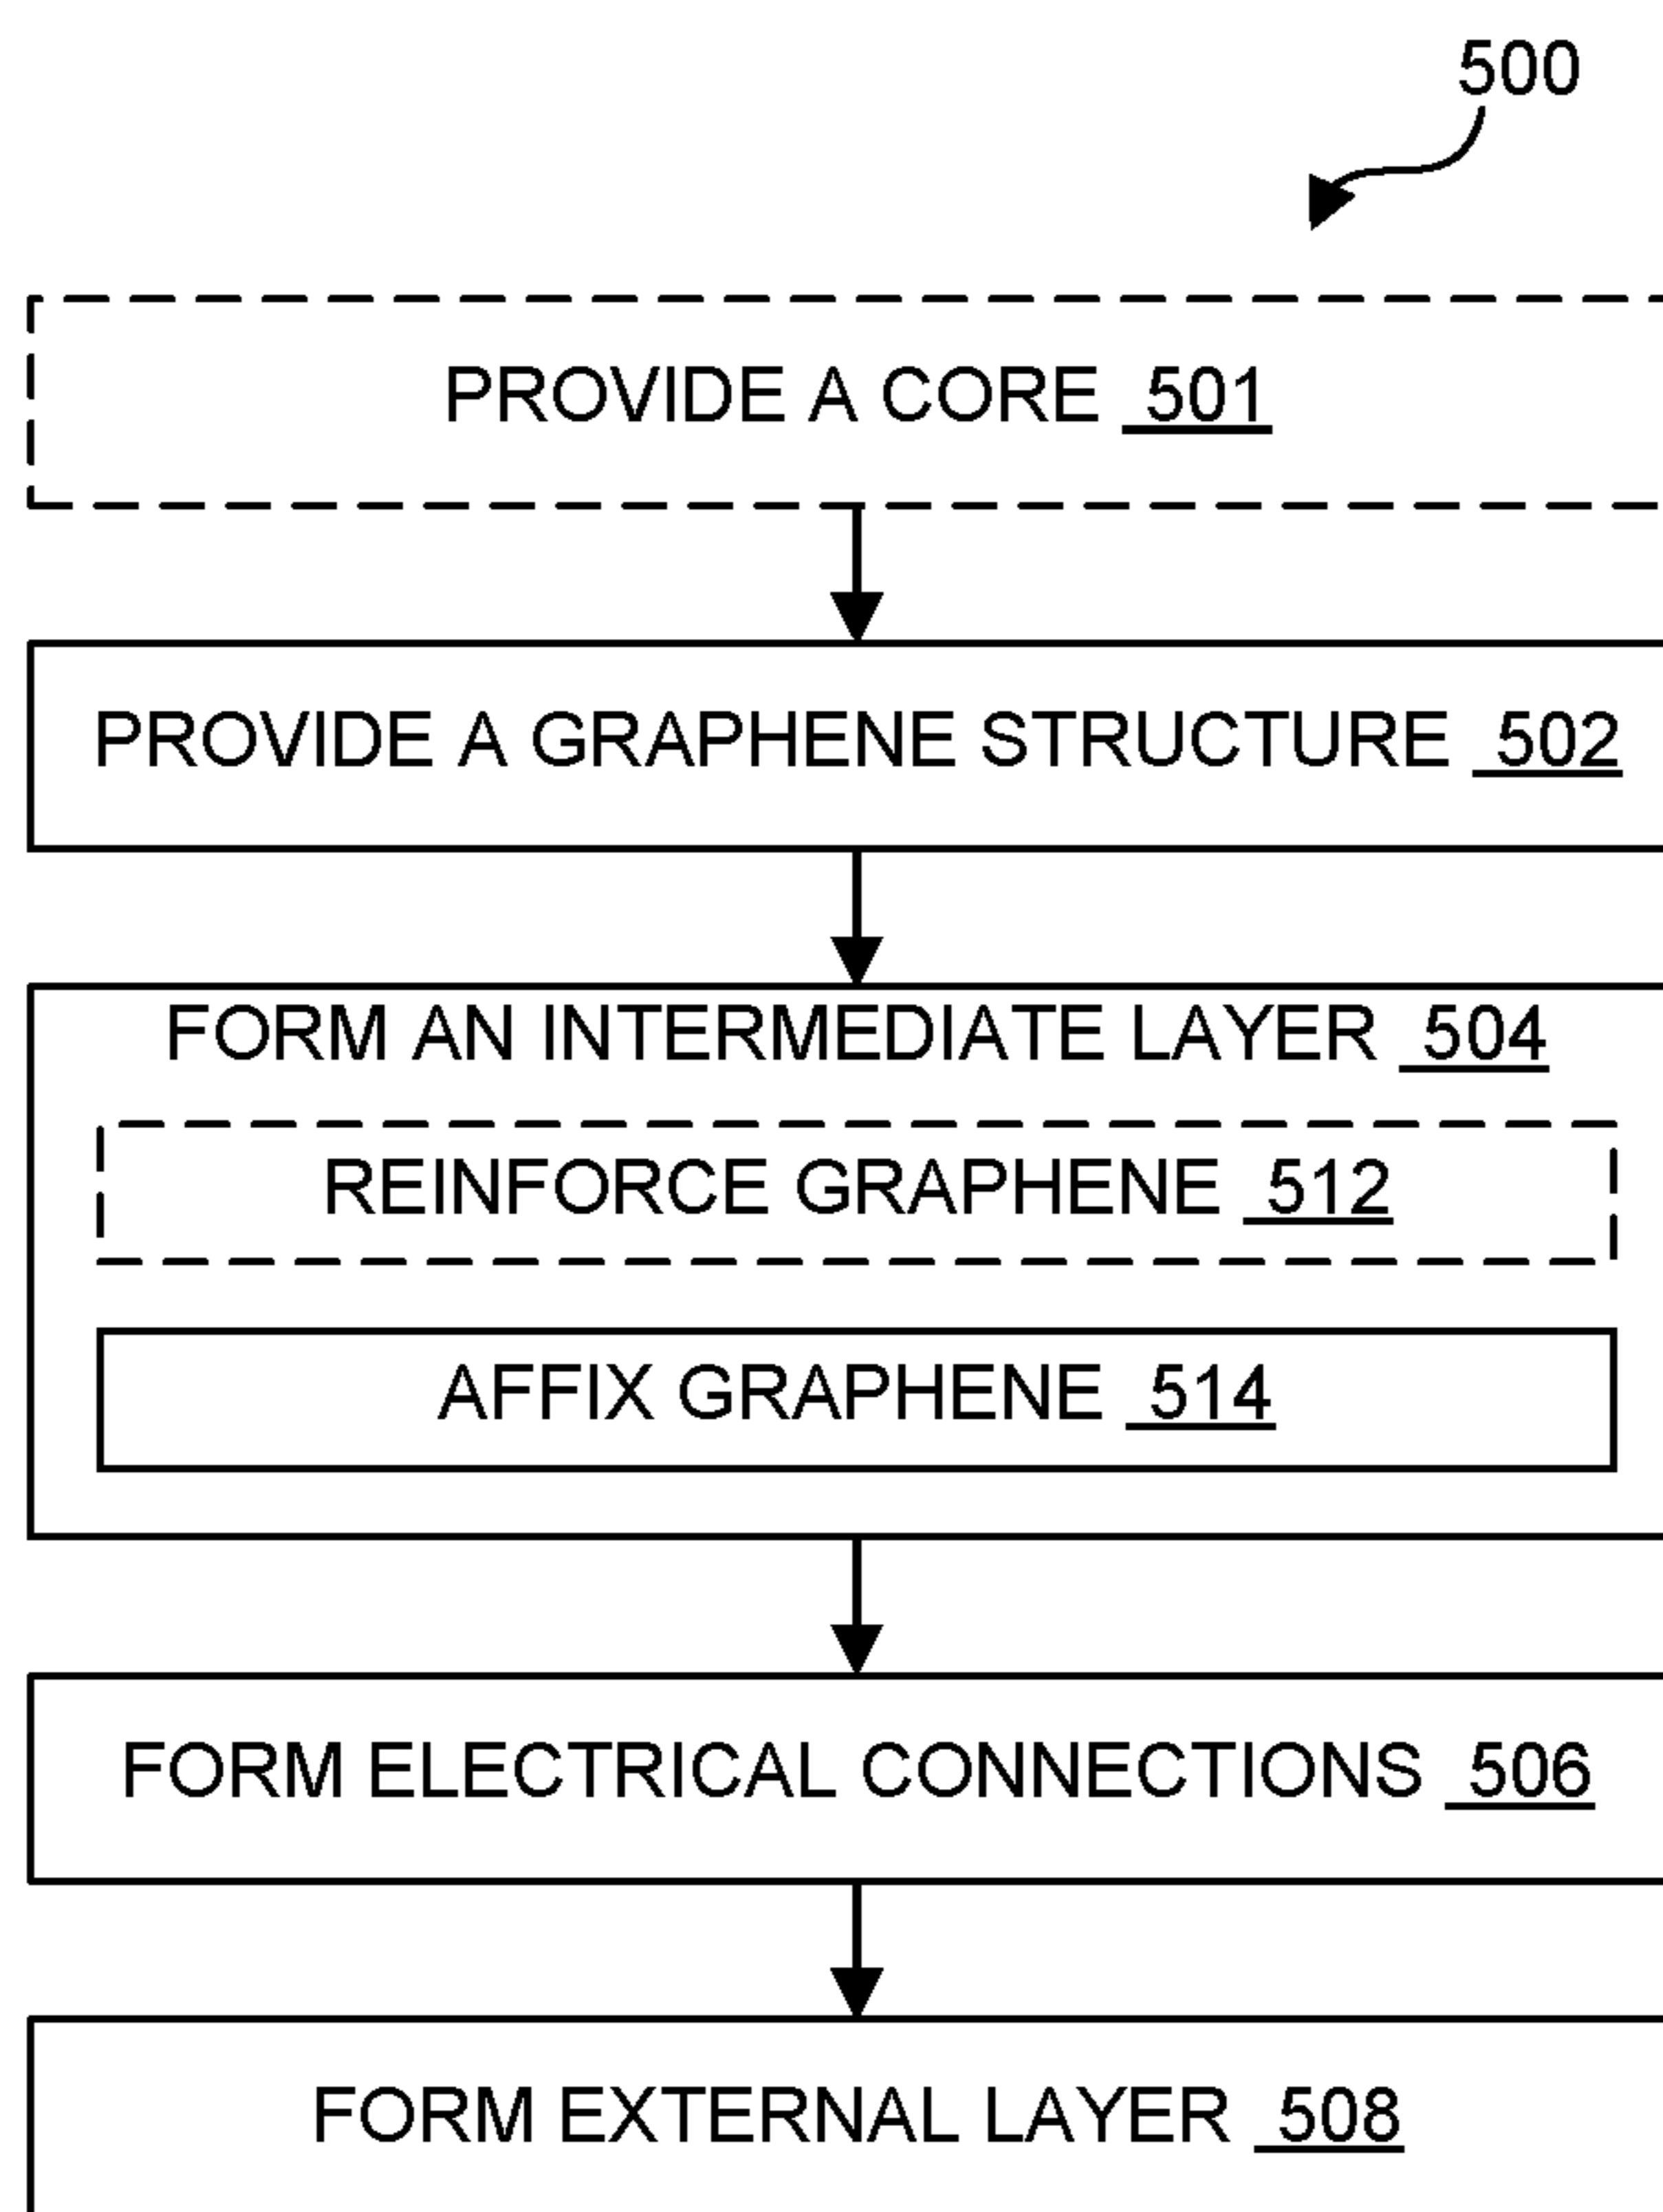 500
PROVIDE A CORE 501
PROVIDE A GRAPHENE STRUCTURE 502
FORM AN INTERMEDIATE LAYER 504
REINFORCE GRAPHENE 512
AFFIX GRAPHENE 514
FORM ELECTRICAL CONNECTIONS 506
FORM EXTERNAL LAYER 508